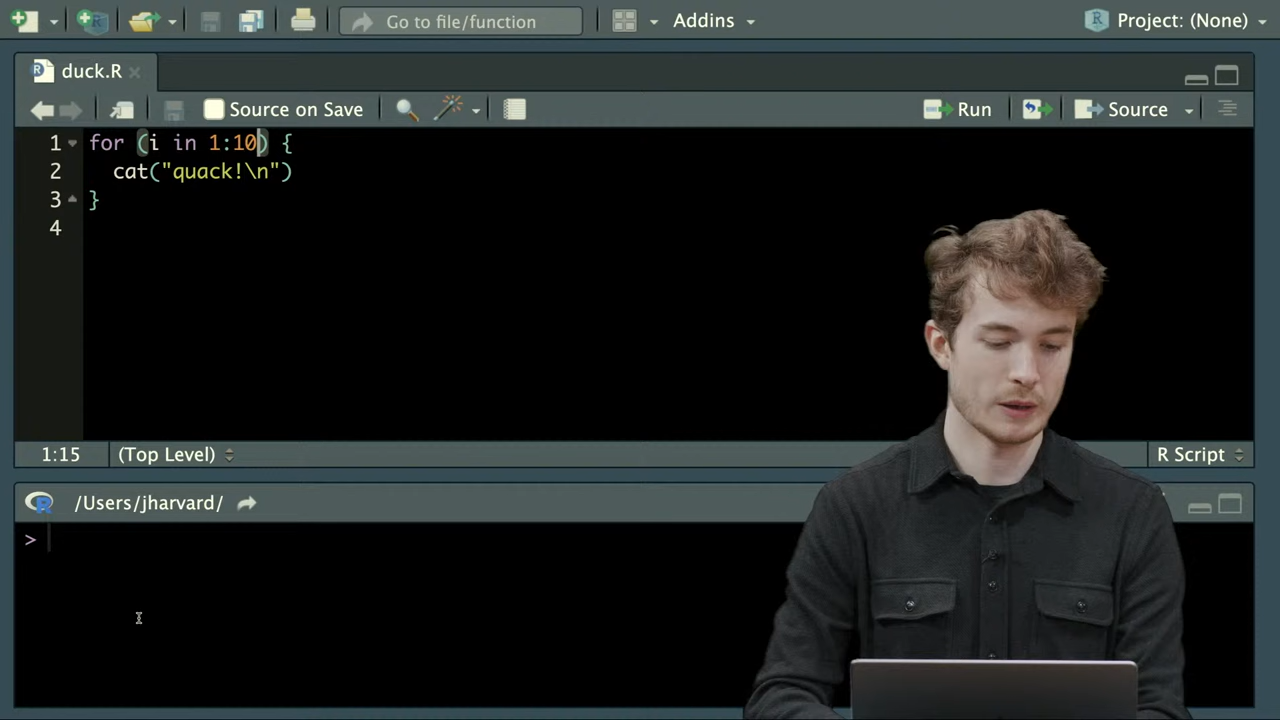 Go to file/function
Addins
Project: (None)
duck.R
Source on Save
Run
Source
1 for (i in 1:10) {
2   cat("quack!\n")
3 }
4
1:15
(Top Level)
R Script
/Users/jharvard/
>